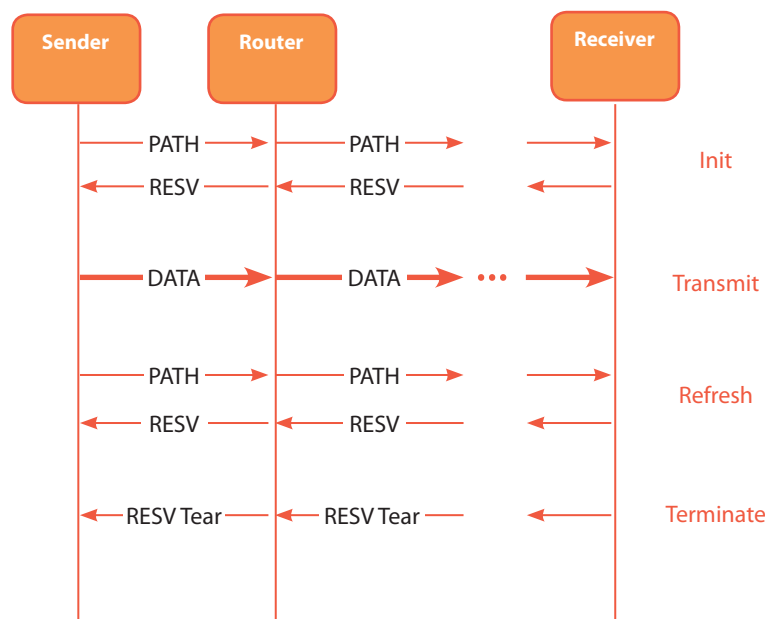 Sender Router Receiver
PATH PATH
Init
RESV RESV
DATA DATA
Transmit
PATH PATH
Refresh
RESV RESV
RESV Tear RESV Tear Terminate